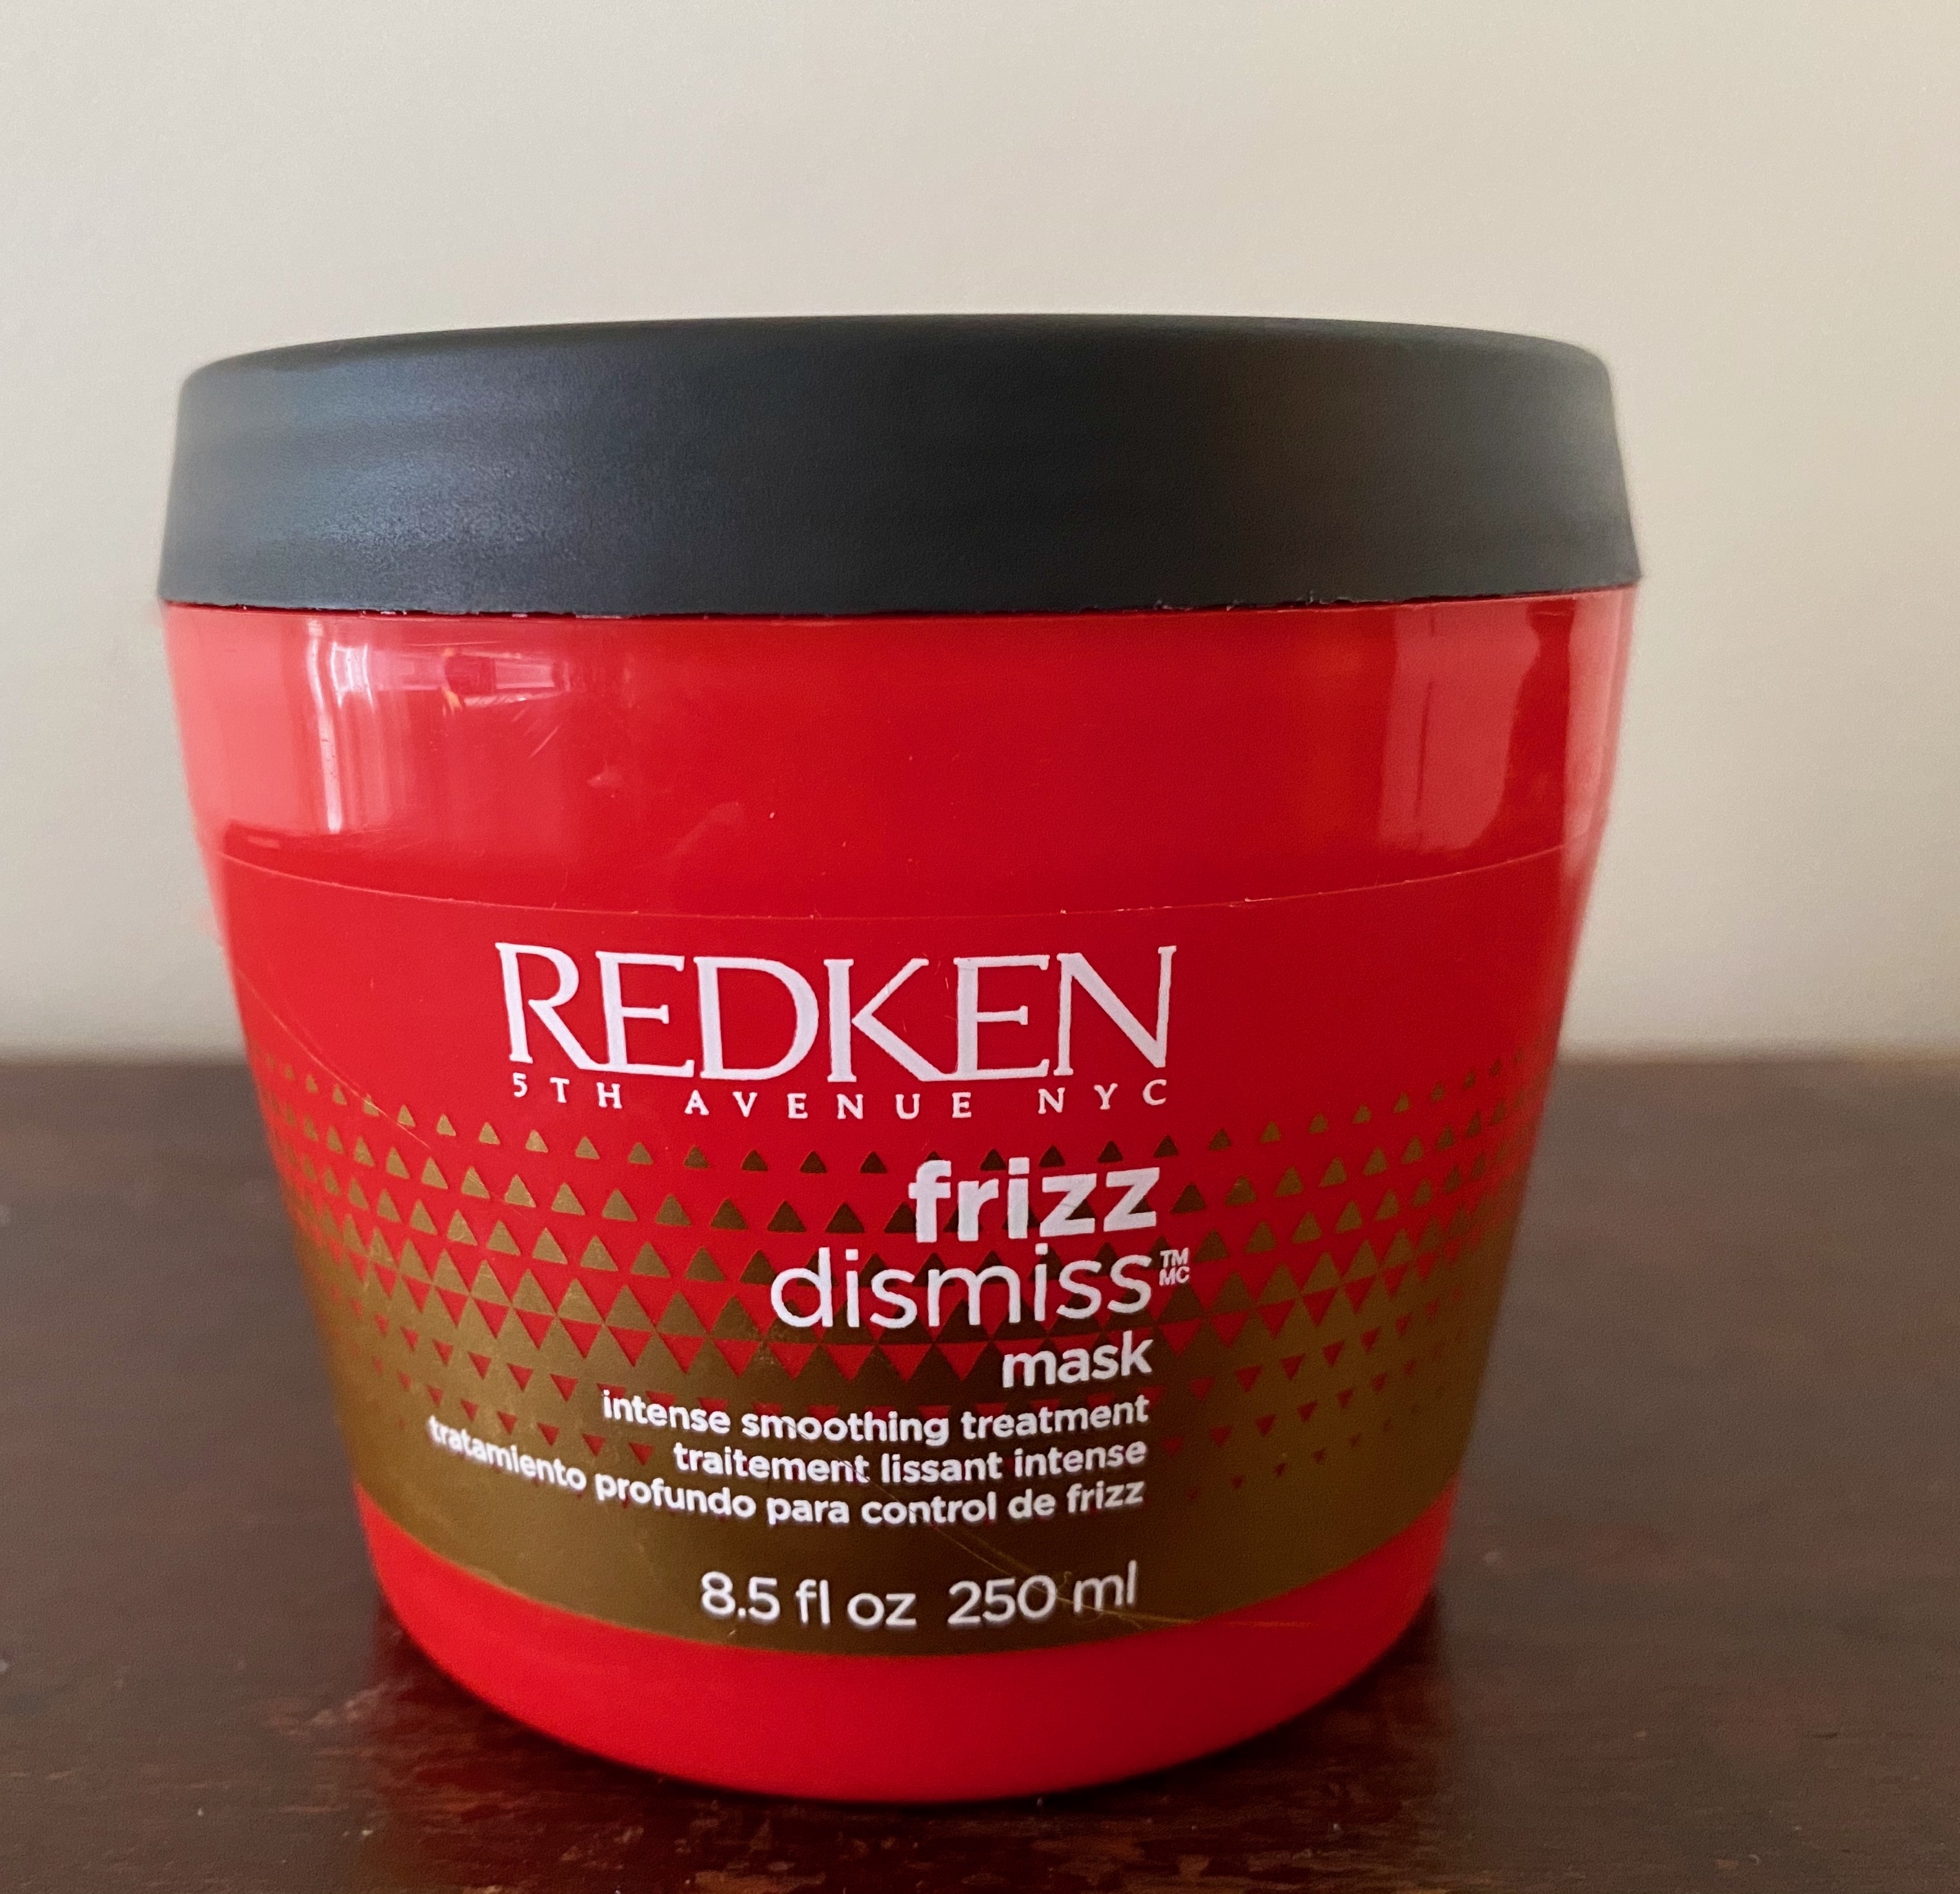 REDKEN
5TH AVENUE NYC
frizz
dismiss™ MC
mask
intense smoothing treatment
traitement lissant intense
tratamiento profundo para control de frizz
8.5 fl oz 250 ml